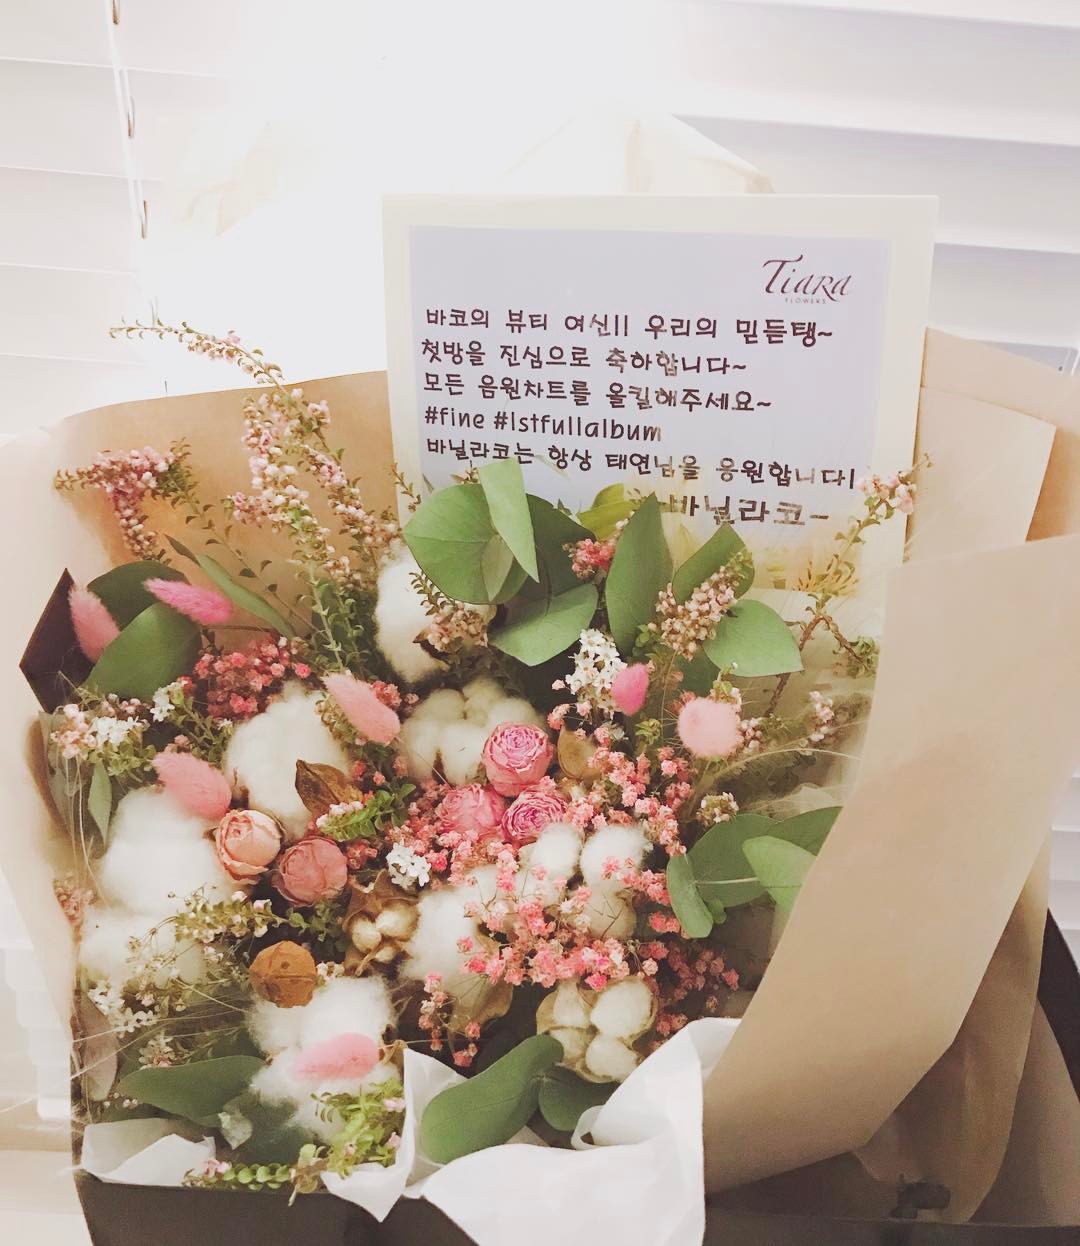 Tiara
FLOWERS
바코의 뷰티 여신!! 우리의 믿듣탱~
첫방을 진심으로 축하합니다~
모든 음원차트를 올킬해주세요~
#fine #1stfullalbum
바닐라코는 항상 태연님을 응원합니다!
-바닐라코-